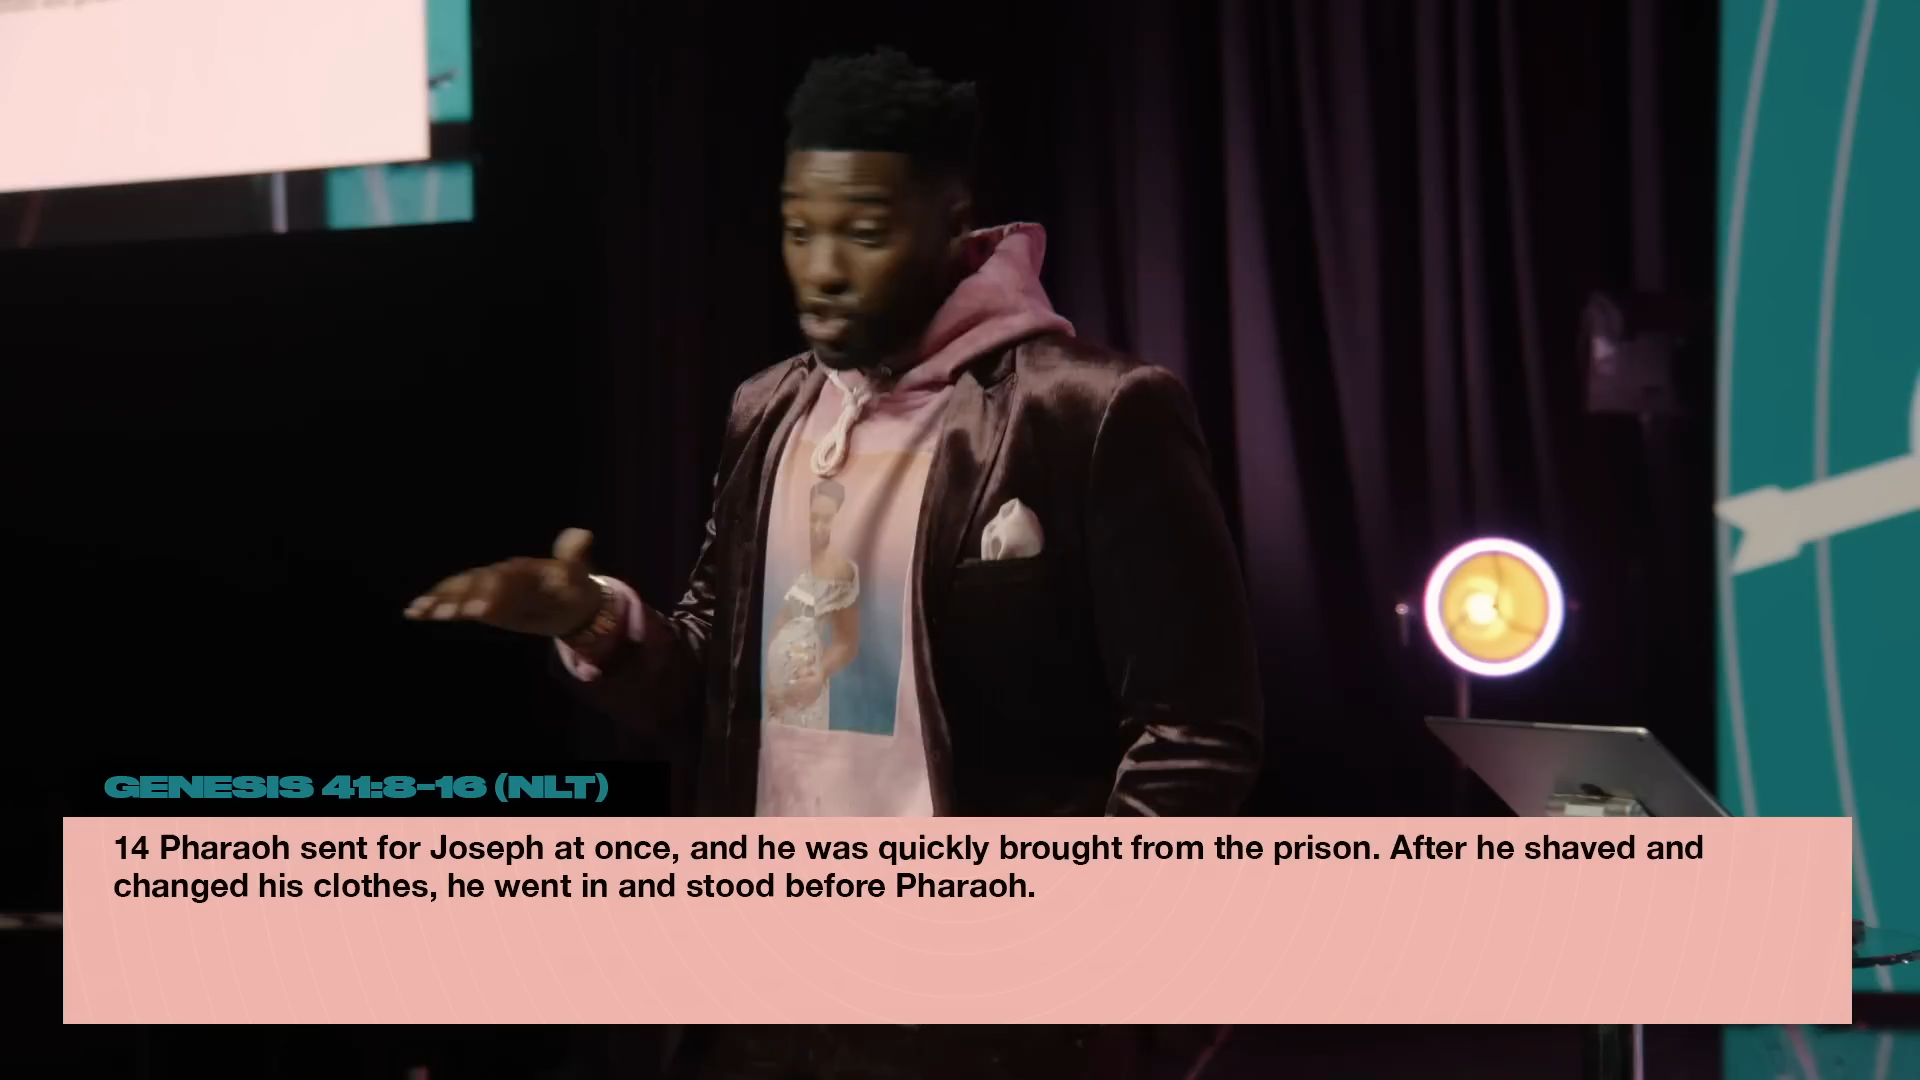 GENESIS 41:8-16 (NLT)
14 Pharaoh sent for Joseph at once, and he was quickly brought from the prison. After he shaved and
changed his clothes, he went in and stood before Pharaoh.